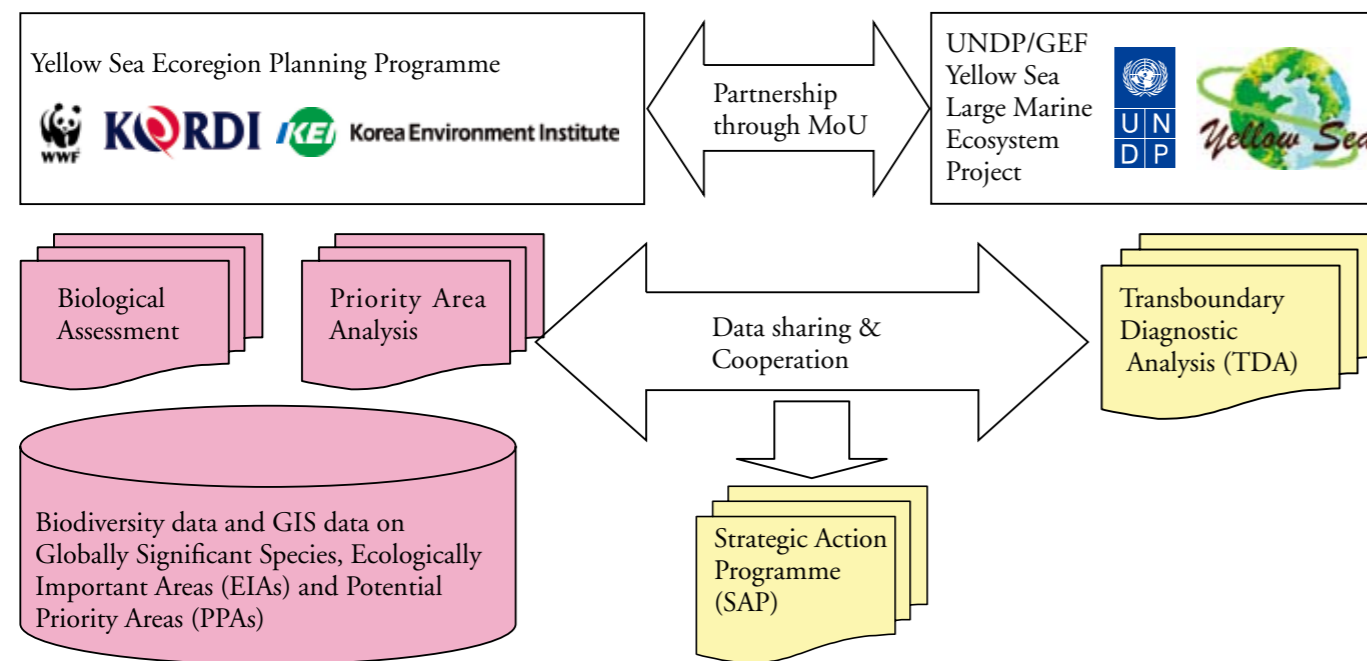 Yellow Sea Ecoregion Planning Programme
WWF
KORDI
KEI Korea Environment Institute
Partnership
through MoU
UNDP/GEF
Yellow Sea
Large Marine
Ecosystem
Project
U N
D P
Yellow Sea
Biological
Assessment
Priority Area
Analysis
Data sharing &
Cooperation
Transboundary
Diagnostic
Analysis (TDA)
Biodiversity data and GIS data on
Globally Significant Species, Ecologically
Important Areas (EIAs) and Potential
Priority Areas (PPAs)
Strategic Action
Programme
(SAP)